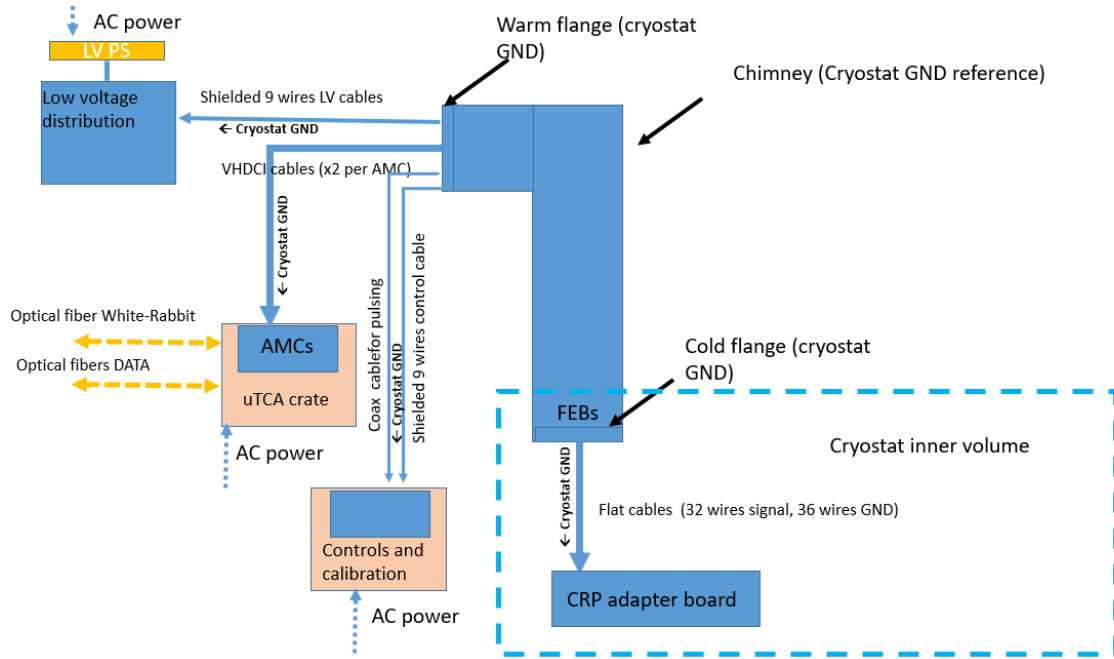 AC power
LV PS
Low voltage
distribution
Shielded 9 wires LV cables
← Cryostat GND
Warm flange (cryostat
GND)
Chimney (Cryostat GND reference)
VHDCI cables (x2 per AMC)
← Cryostat GND
Coax cablefor pulsing
← Cryostat GND
Shielded 9 wires control cable
Optical fiber White-Rabbit
Optical fibers DATA
AMCs
uTCA crate
AC power
Controls and
calibration
AC power
Cold flange (cryostat
GND)
FEBs
Cryostat inner volume
← Cryostat GND
Flat cables (32 wires signal, 36 wires GND)
CRP adapter board